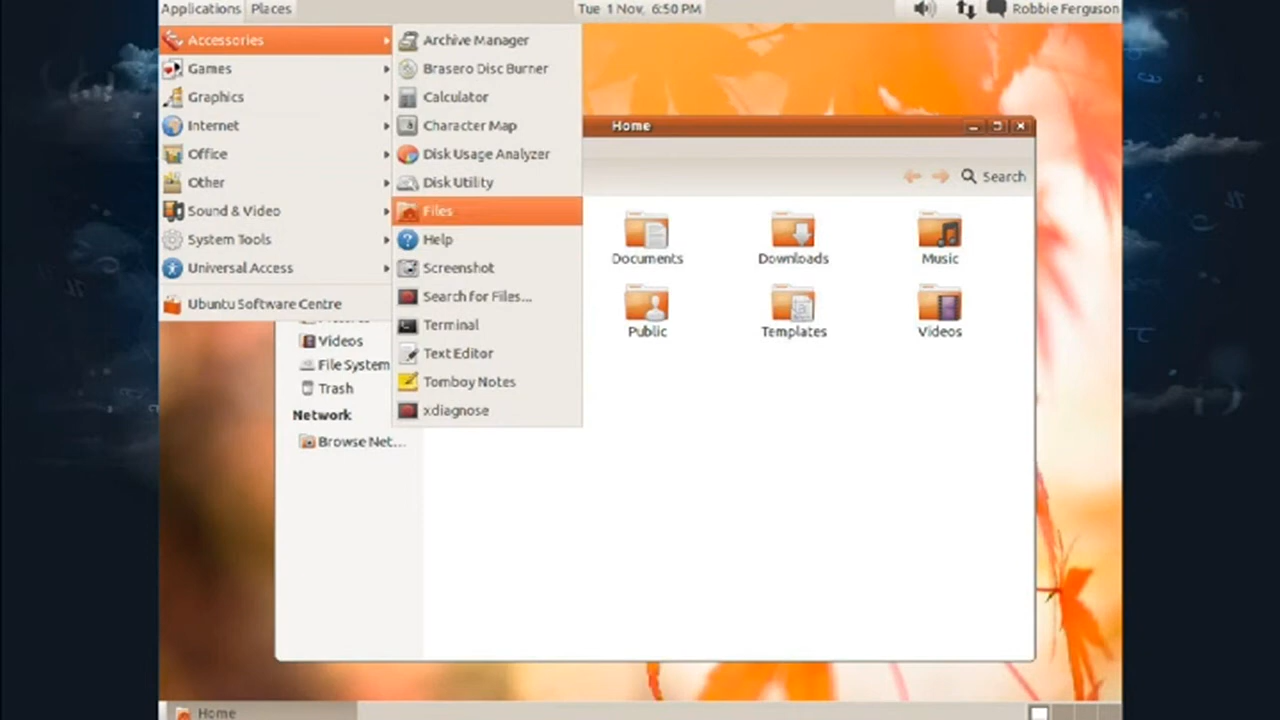 Applications Places Tue 1 Nov, 6:50 PM Robbie Ferguson
Accessories
Games
Graphics
Internet
Office
Other
Sound & Video
System Tools
Universal Access
Ubuntu Software Centre
Archive Manager
Brasero Disc Burner
Calculator
Character Map
Disk Usage Analyzer
Disk Utility
Files
Help
Screenshot
Search for Files...
Terminal
Text Editor
Tomboy Notes
xdiagnose
Home
Search
Documents Downloads Music
Public Templates Videos
Videos
File System
Trash
Network
Browse Net...
Home